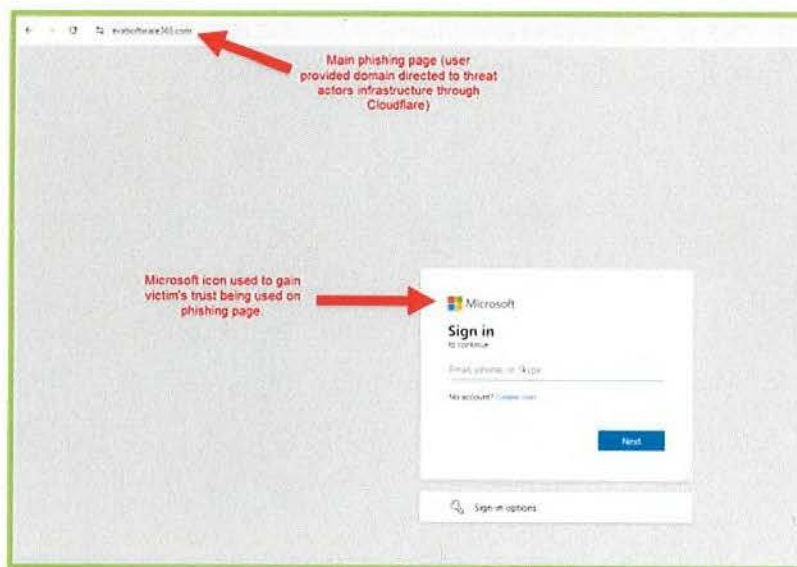 Main phishing page (user
provided domain directed to threat
actors infrastructure through
Cloudflare)
Microsoft icon used to gain
victim's trust being used on
phishing page
Microsoft
Sign in
to continue
Email, phone, or Skype
No account? Create one!
Next
Sign-in options